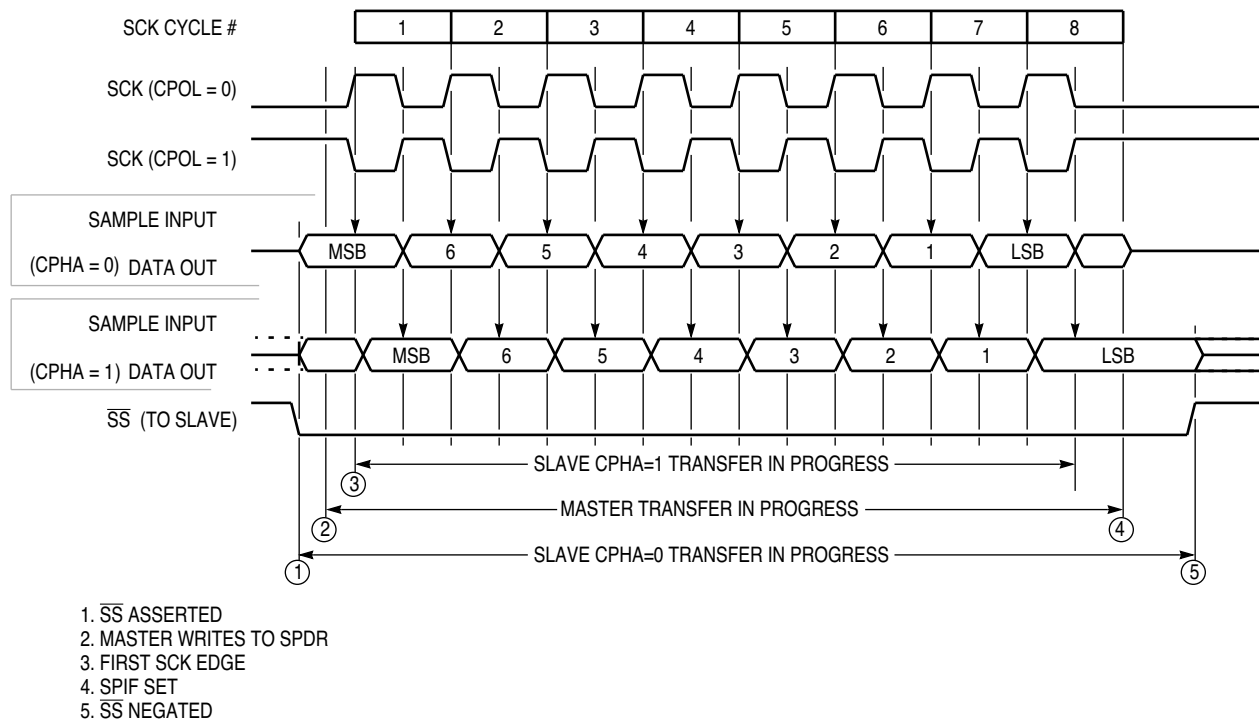 SCK CYCLE # 1 2 3 4 5 6 7 8
SCK (CPOL = 0)
SCK (CPOL = 1)
SAMPLE INPUT
(CPHA = 0) DATA OUT MSB 6 5 4 3 2 1 LSB
SAMPLE INPUT
(CPHA = 1) DATA OUT MSB 6 5 4 3 2 1 LSB
SS (TO SLAVE)
3 SLAVE CPHA=1 TRANSFER IN PROGRESS
2 MASTER TRANSFER IN PROGRESS 4
1 SLAVE CPHA=0 TRANSFER IN PROGRESS 5
1. SS ASSERTED
2. MASTER WRITES TO SPDR
3. FIRST SCK EDGE
4. SPIF SET
5. SS NEGATED